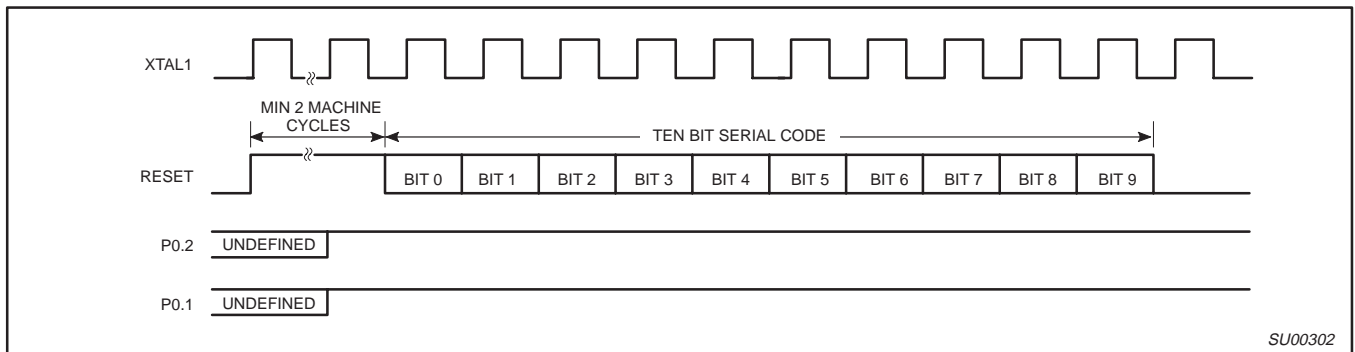 XTAL1
MIN 2 MACHINE
CYCLES
TEN BIT SERIAL CODE
RESET
BIT 0 BIT 1 BIT 2 BIT 3 BIT 4 BIT 5 BIT 6 BIT 7 BIT 8 BIT 9
P0.2 UNDEFINED
P0.1 UNDEFINED
SU00302